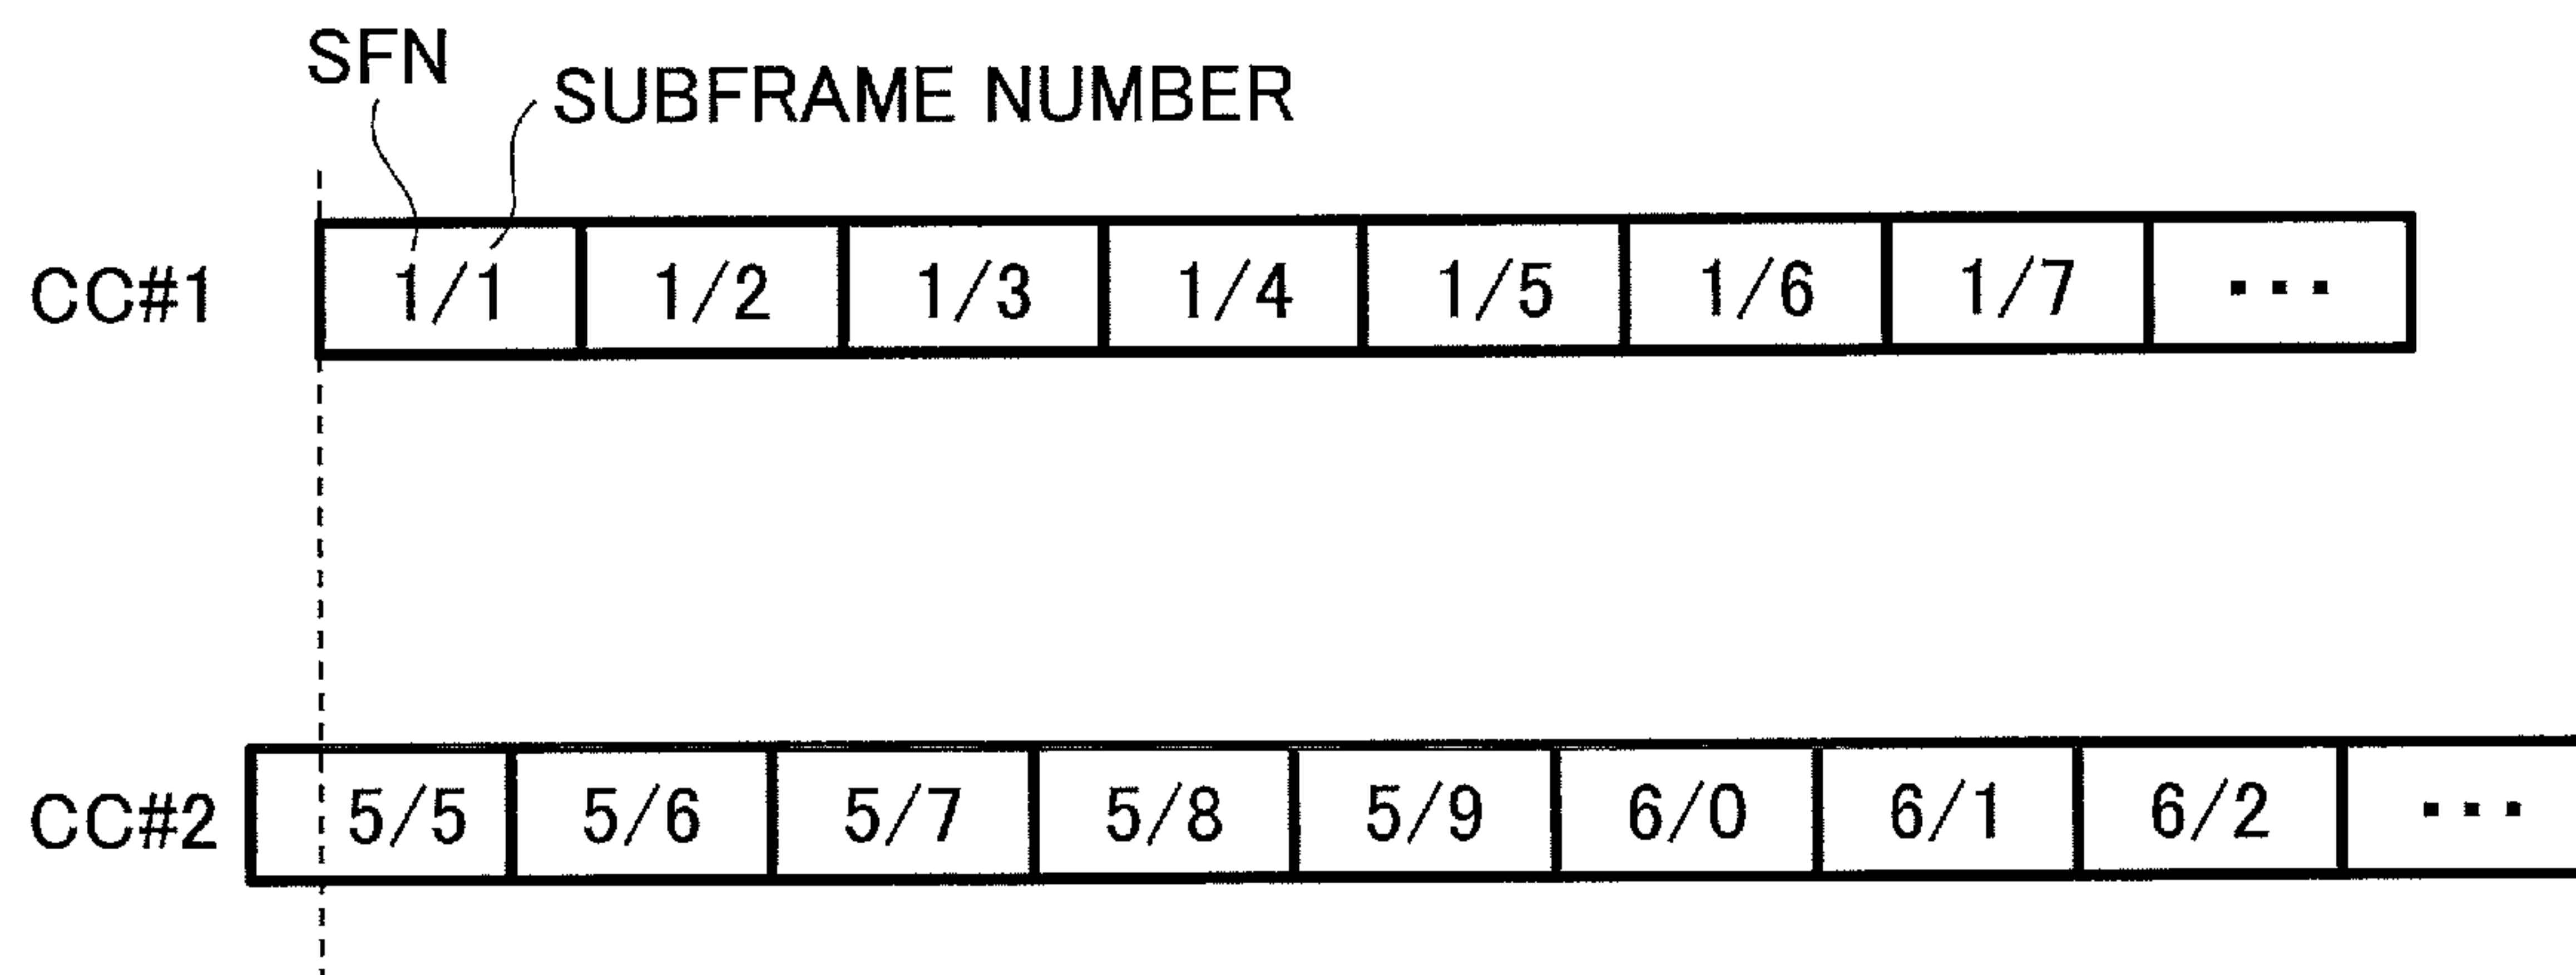 SFN
SUBFRAME NUMBER
CC#1 1/1 1/2 1/3 1/4 1/5 1/6 1/7 ...
CC#2 5/5 5/6 5/7 5/8 5/9 6/0 6/1 6/2 ...